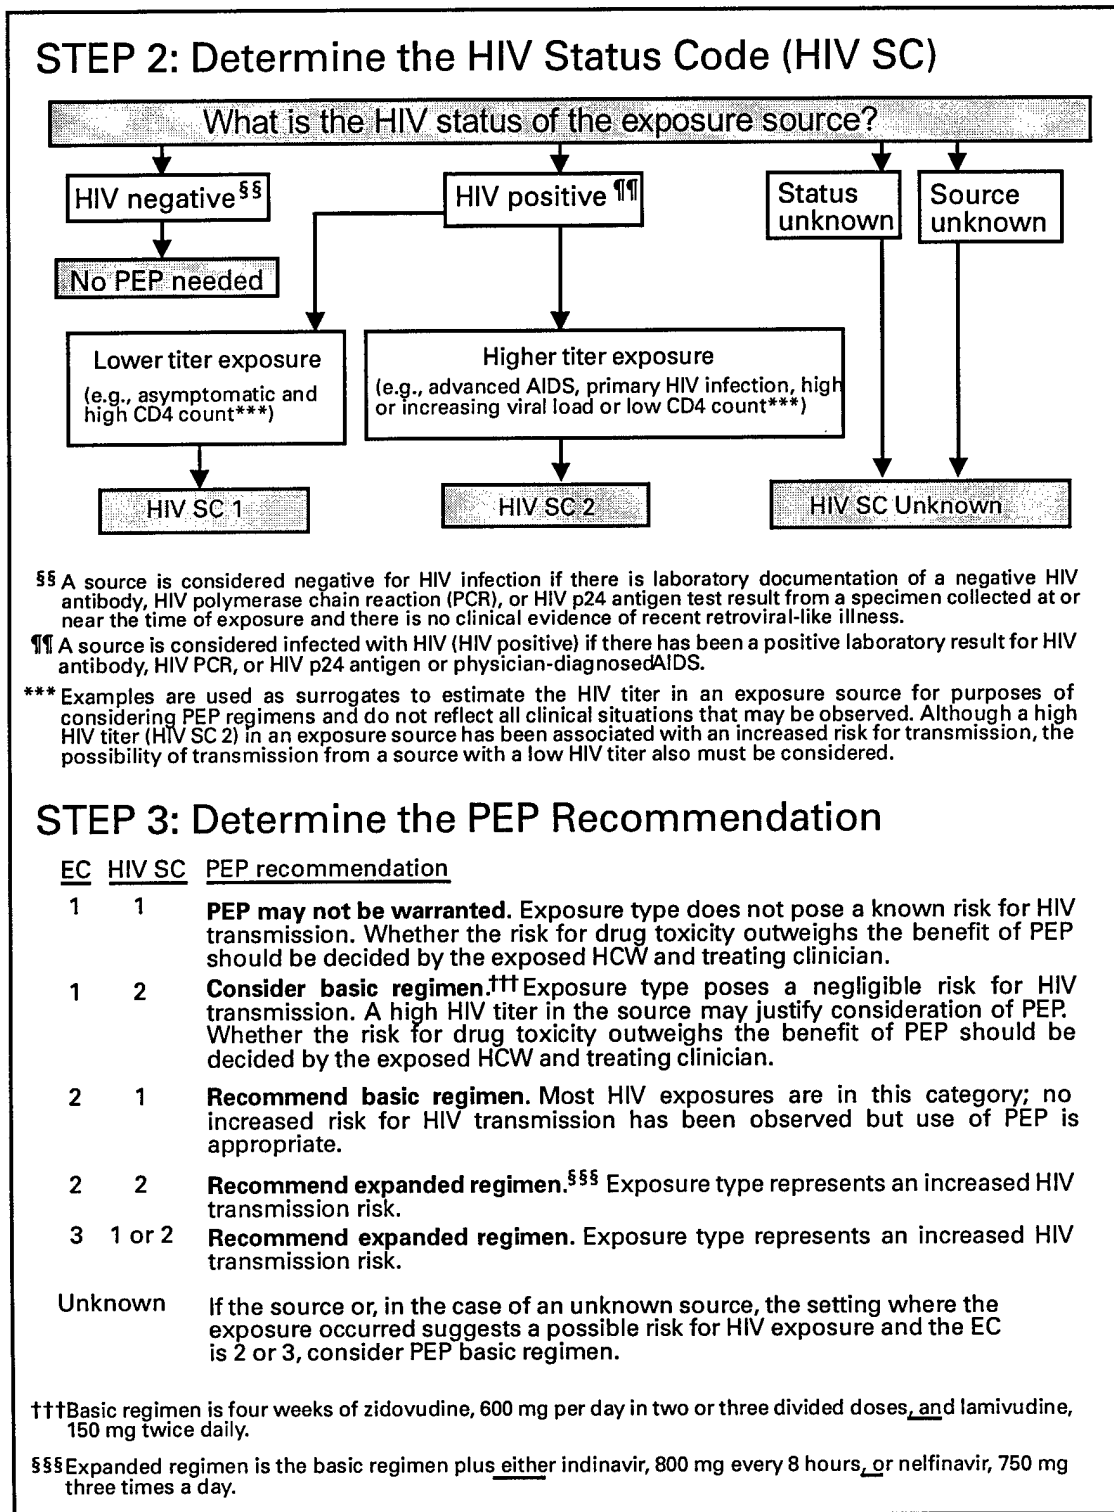 STEP 2: Determine the HIV Status Code (HIV SC)
What is the HIV status of the exposure source?
HIV negative§§
HIV positive ¶¶
Status
unknown
Source
unknown
No PEP needed
Lower titer exposure
(e.g., asymptomatic and
high CD4 count***)
Higher titer exposure
(e.g., advanced AIDS, primary HIV infection, high
or increasing viral load or low CD4 count***)
HIV SC 1
HIV SC 2
HIV SC Unknown
§§ A source is considered negative for HIV infection if there is laboratory documentation of a negative HIV
antibody, HIV polymerase chain reaction (PCR), or HIV p24 antigen test result from a specimen collected at or
near the time of exposure and there is no clinical evidence of recent retroviral-like illness.
¶¶ A source is considered infected with HIV (HIV positive) if there has been a positive laboratory result for HIV
antibody, HIV PCR, or HIV p24 antigen or physician-diagnosedAIDS.
*** Examples are used as surrogates to estimate the HIV titer in an exposure source for purposes of
considering PEP regimens and do not reflect all clinical situations that may be observed. Although a high
HIV titer (HIV SC 2) in an exposure source has been associated with an increased risk for transmission, the
possibility of transmission from a source with a low HIV titer also must be considered.
STEP 3: Determine the PEP Recommendation
EC HIV SC PEP recommendation
1 1 PEP may not be warranted. Exposure type does not pose a known risk for HIV
transmission. Whether the risk for drug toxicity outweighs the benefit of PEP
should be decided by the exposed HCW and treating clinician.
1 2 Consider basic regimen.††† Exposure type poses a negligible risk for HIV
transmission. A high HIV titer in the source may justify consideration of PEP.
Whether the risk for drug toxicity outweighs the benefit of PEP should be
decided by the exposed HCW and treating clinician.
2 1 Recommend basic regimen. Most HIV exposures are in this category; no
increased risk for HIV transmission has been observed but use of PEP is
appropriate.
2 2 Recommend expanded regimen.§§§ Exposure type represents an increased HIV
transmission risk.
3 1 or 2 Recommend expanded regimen. Exposure type represents an increased HIV
transmission risk.
Unknown If the source or, in the case of an unknown source, the setting where the
exposure occurred suggests a possible risk for HIV exposure and the EC
is 2 or 3, consider PEP basic regimen.
†††Basic regimen is four weeks of zidovudine, 600 mg per day in two or three divided doses, and lamivudine,
150 mg twice daily.
§§§Expanded regimen is the basic regimen plus either indinavir, 800 mg every 8 hours, or nelfinavir, 750 mg
three times a day.